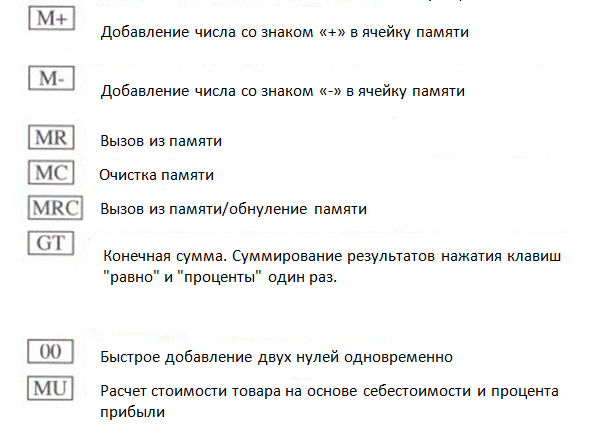 M+ Добавление числа со знаком «+» в ячейку памяти
M- Добавление числа со знаком «-» в ячейку памяти
MR Вызов из памяти
MC Очистка памяти
MRC Вызов из памяти/обнуление памяти
GT Конечная сумма. Суммирование результатов нажатия клавиш
"равно" и "проценты" один раз.
00 Быстрое добавление двух нулей одновременно
MU Расчет стоимости товара на основе себестоимости и процента
прибыли